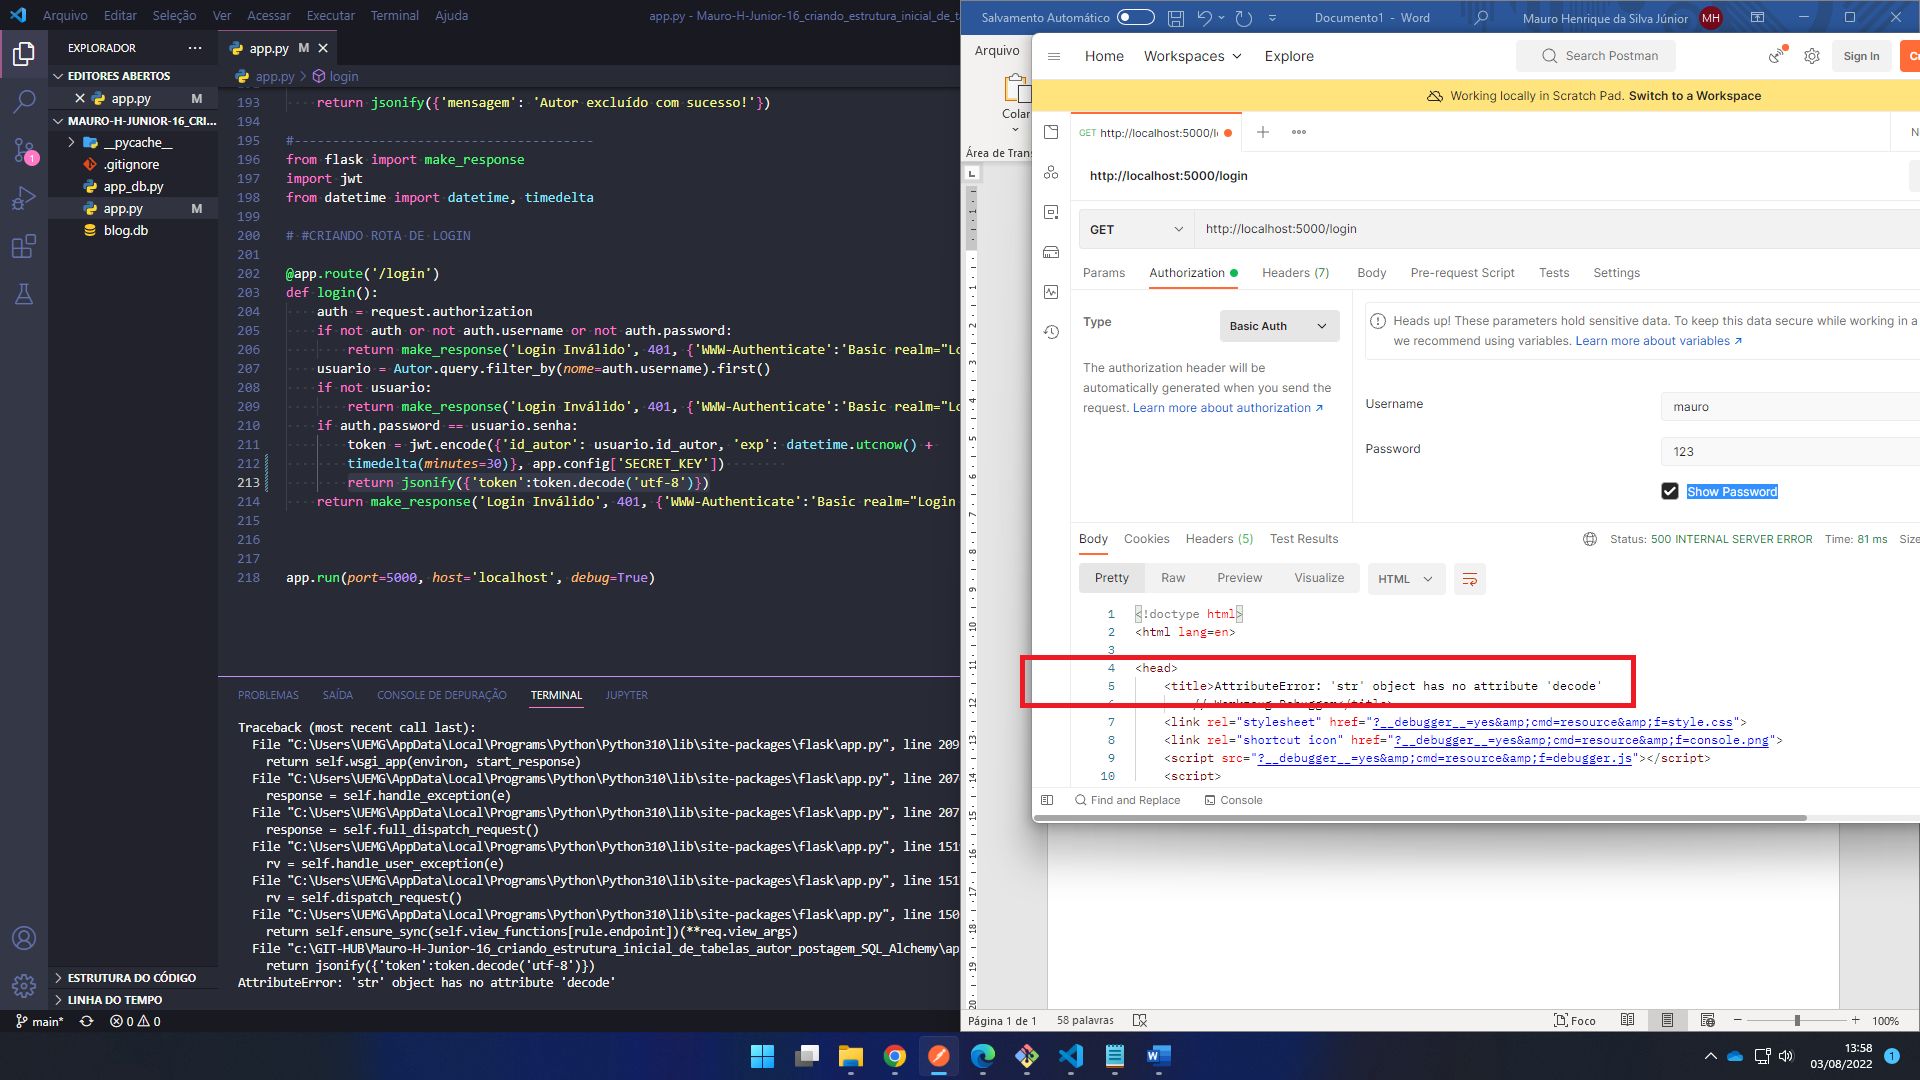 Arquivo Editar Seleção Ver Acessar Executar Terminal Ajuda
app.py - Mauro-H-Junior-16_criando_estrutura_inicial_de_ta
EXPLORADOR
EDITORES ABERTOS
app.py M
MAURO-H-JUNIOR-16_CRI...
__pycache__
.gitignore
app_db.py
app.py M
blog.db
ESTRUTURA DO CÓDIGO
LINHA DO TEMPO
main*
0 0
1
app.py M
app.py > login
193 return jsonify({'mensagem': 'Autor excluído com sucesso!'})
194
195 #---------------------------------------
196 from flask import make_response
197 import jwt
198 from datetime import datetime, timedelta
199
200 # #CRIANDO ROTA DE LOGIN
201
202 @app.route('/login')
203 def login():
204 auth = request.authorization
205 if not auth or not auth.username or not auth.password:
206 return make_response('Login Inválido', 401, {'WWW-Authenticate':'Basic realm="Lo
207 usuario = Autor.query.filter_by(nome=auth.username).first()
208 if not usuario:
209 return make_response('Login Inválido', 401, {'WWW-Authenticate':'Basic realm="Lo
210 if auth.password == usuario.senha:
211 token = jwt.encode({'id_autor': usuario.id_autor, 'exp': datetime.utcnow() +
212 timedelta(minutes=30)}, app.config['SECRET_KEY'])
213 return jsonify({'token':token.decode('utf-8')})
214 return make_response('Login Inválido', 401, {'WWW-Authenticate':'Basic realm="Login
215
216
217
218 app.run(port=5000, host='localhost', debug=True)
PROBLEMAS SAÍDA CONSOLE DE DEPURAÇÃO TERMINAL JUPYTER
Traceback (most recent call last):
File "C:\Users\UEMG\AppData\Local\Programs\Python\Python310\lib\site-packages\flask\app.py", line 209
return self.wsgi_app(environ, start_response)
File "C:\Users\UEMG\AppData\Local\Programs\Python\Python310\lib\site-packages\flask\app.py", line 207
response = self.handle_exception(e)
File "C:\Users\UEMG\AppData\Local\Programs\Python\Python310\lib\site-packages\flask\app.py", line 207
response = self.full_dispatch_request()
File "C:\Users\UEMG\AppData\Local\Programs\Python\Python310\lib\site-packages\flask\app.py", line 151
rv = self.handle_user_exception(e)
File "C:\Users\UEMG\AppData\Local\Programs\Python\Python310\lib\site-packages\flask\app.py", line 151
rv = self.dispatch_request()
File "C:\Users\UEMG\AppData\Local\Programs\Python\Python310\lib\site-packages\flask\app.py", line 150
return self.ensure_sync(self.view_functions[rule.endpoint])(**req.view_args)
File "c:\GIT-HUB\Mauro-H-Junior-16_criando_estrutura_inicial_de_tabelas_autor_postagem_SQL_Alchemy\ap
return jsonify({'token':token.decode('utf-8')})
AttributeError: 'str' object has no attribute 'decode'
Salvamento Automático
Documento1 - Word
Mauro Henrique da Silva Júnior MH
Arquivo
Colar
Área de Trans
Home Workspaces Explore
Search Postman
Sign In
Cr
Working locally in Scratch Pad. Switch to a Workspace
GET http://localhost:5000/l
N
http://localhost:5000/login
GET
http://localhost:5000/login
Params Authorization Headers (7) Body Pre-request Script Tests Settings
Type
Basic Auth
The authorization header will be
automatically generated when you send the
request. Learn more about authorization ↗
Heads up! These parameters hold sensitive data. To keep this data secure while working in a
we recommend using variables. Learn more about variables ↗
Username
mauro
Password
123
Show Password
Body Cookies Headers (5) Test Results
Status: 500 INTERNAL SERVER ERROR Time: 81 ms Size
Pretty Raw Preview Visualize HTML
1 <!doctype html>
2 <html lang=en>
3
4 <head>
5 <title>AttributeError: 'str' object has no attribute 'decode'
6 // Werkzeug Debugger</title>
7 <link rel="stylesheet" href="?__debugger__=yes&amp;cmd=resource&amp;f=style.css">
8 <link rel="shortcut icon" href="?__debugger__=yes&amp;cmd=resource&amp;f=console.png">
9 <script src="?__debugger__=yes&amp;cmd=resource&amp;f=debugger.js"></script>
10 <script>
Find and Replace Console
Página 1 de 1 58 palavras
Foco
100%
13:58
03/08/2022
1